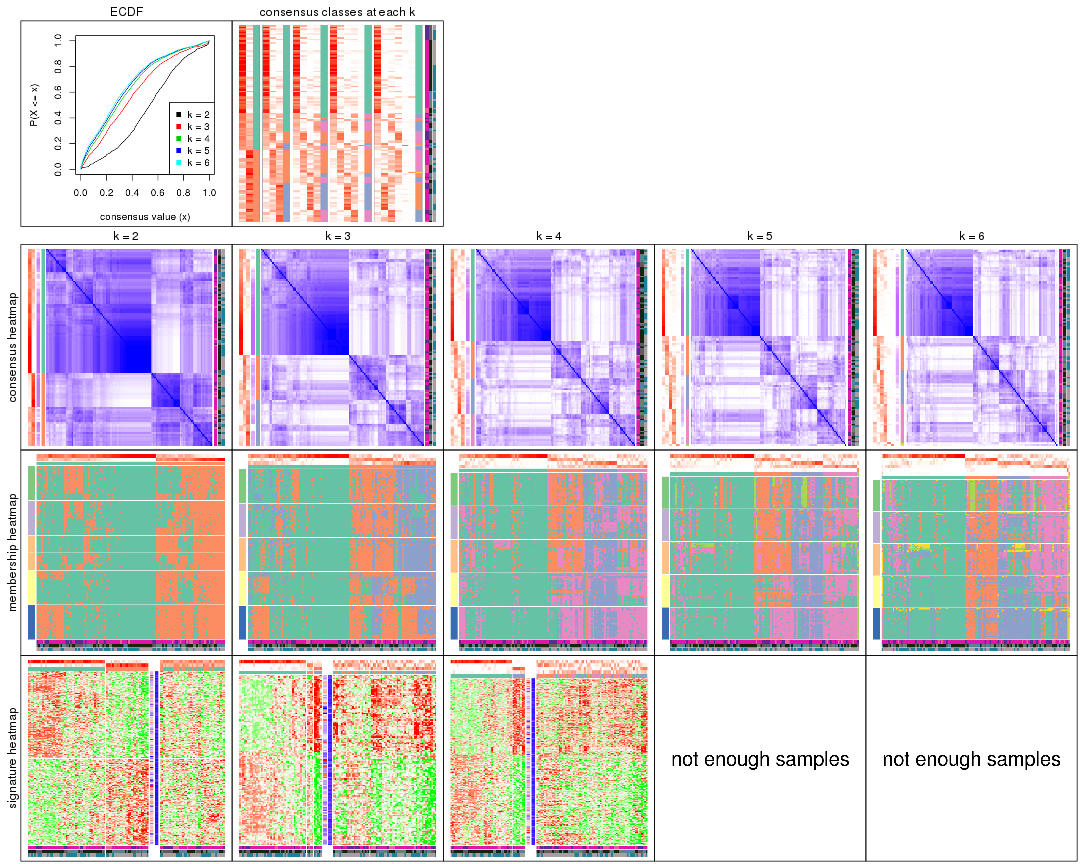 ECDF
consensus classes at each k
P(X <= x)
0.0 0.2 0.4 0.6 0.8 1.0
k = 2
k = 3
k = 4
k = 5
k = 6
0.0 0.2 0.4 0.6 0.8 1.0
consensus value (x)
k = 2
k = 3
k = 4
k = 5
k = 6
consensus heatmap
membership heatmap
signature heatmap
not enough samples
not enough samples